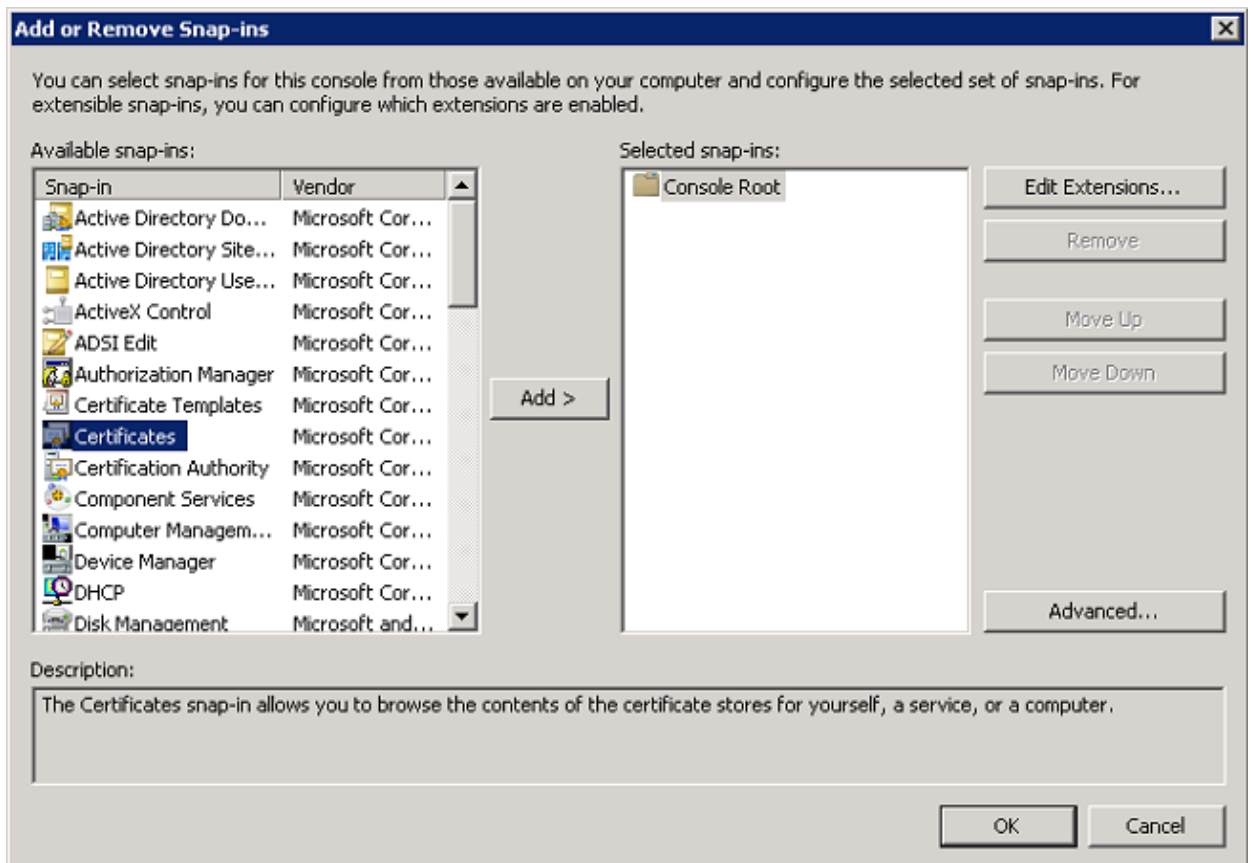 Add or Remove Snap-ins
You can select snap-ins for this console from those available on your computer and configure the selected set of snap-ins. For
extensible snap-ins, you can configure which extensions are enabled.
Available snap-ins:
Snap-in Vendor
Active Directory Do... Microsoft Cor...
Active Directory Site... Microsoft Cor...
Active Directory Use... Microsoft Cor...
ActiveX Control Microsoft Cor...
ADSI Edit Microsoft Cor...
Authorization Manager Microsoft Cor...
Certificate Templates Microsoft Cor...
Certificates Microsoft Cor...
Certification Authority Microsoft Cor...
Component Services Microsoft Cor...
Computer Managem... Microsoft Cor...
Device Manager Microsoft Cor...
DHCP Microsoft Cor...
Disk Management Microsoft and...
Add >
Selected snap-ins:
Console Root
Edit Extensions...
Remove
Move Up
Move Down
Advanced...
Description:
The Certificates snap-in allows you to browse the contents of the certificate stores for yourself, a service, or a computer.
OK
Cancel